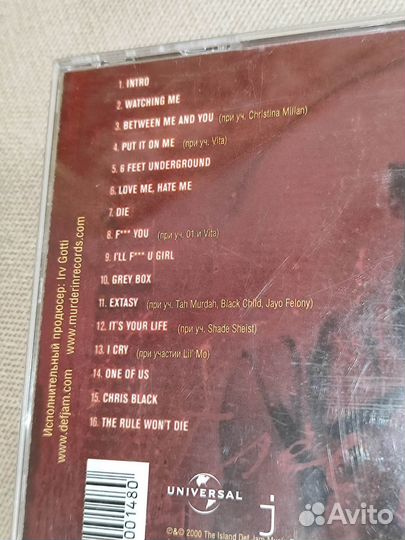 1. INTRO
2. WATCHING ME
3. BETWEEN ME AND YOU (при уч. Christina Milian)
4. PUT IT ON ME (при уч. Vita)
5. 6 FEET UNDERGROUND
6. LOVE ME, HATE ME
7. DIE
8. F*** YOU (при уч. 01 и Vita)
9. I'LL F*** U GIRL
10. GREY BOX
11. EXTASY (при уч. Tah Murdah, Black Child, Jayo Felony)
12. IT'S YOUR LIFE (при уч. Shade Sheist)
13. I CRY (при участии Lil' Mo)
14. ONE OF US
15. CHRIS BLACK
16. THE RULE WON'T DIE
Исполнительный продюсер: Irv Gotti
www.defjam.com www.murderinrecords.com
001480
UNIVERSAL
j
℗&© 2000 The Island Def Jam
Avito